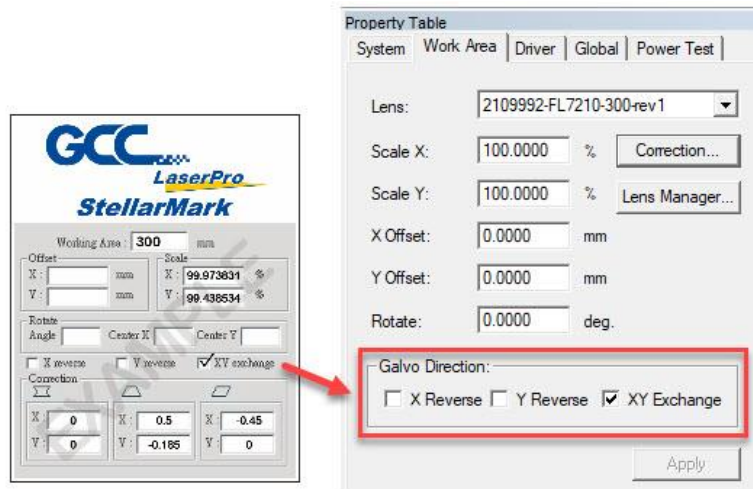 GCC
LaserPro
StellarMark
Working Area : 300 mm
Offset
X : mm
Y : mm
Scale
X : 99.973831 %
Y : 99.438534 %
Rotate
Angle Center X Center Y
X reverse Y reverse XY exchange
Correction
X : 0 X : 0.5 X : -0.45
Y : 0 Y : -0.185 Y : 0
EXAMPLE
Property Table
System Work Area Driver Global Power Test
Lens: 2109992-FL7210-300-rev1
Scale X: 100.0000 % Correction...
Scale Y: 100.0000 % Lens Manager...
X Offset: 0.0000 mm
Y Offset: 0.0000 mm
Rotate: 0.0000 deg.
Galvo Direction:
X Reverse Y Reverse XY Exchange
Apply